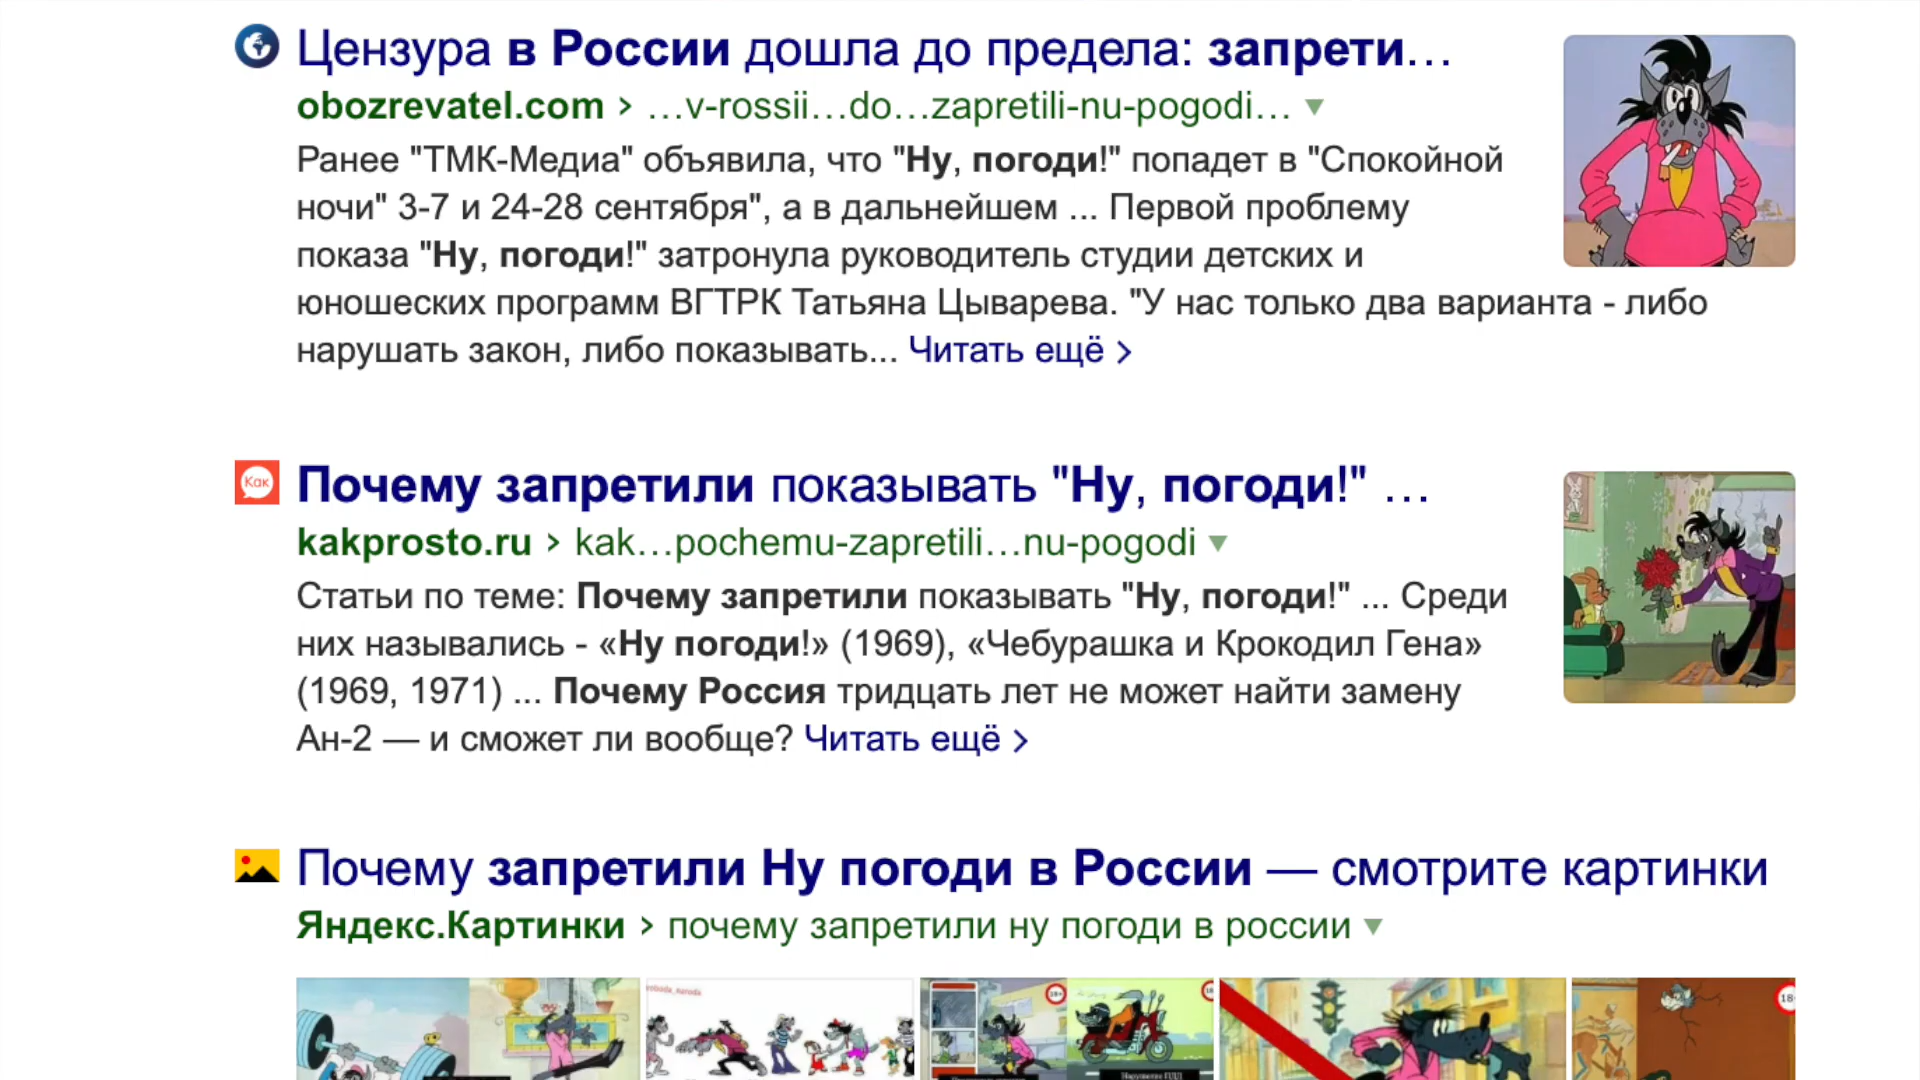 Цензура в России дошла до предела: запрети…
obozrevatel.com › …v-rossii…do…zapretili-nu-pogodi…
Ранее "ТМК-Медиа" объявила, что "Ну, погоди!" попадет в "Спокойной
ночи" 3-7 и 24-28 сентября", а в дальнейшем ... Первой проблему
показа "Ну, погоди!" затронула руководитель студии детских и
юношеских программ ВГТРК Татьяна Цыварева. "У нас только два варианта - либо
нарушать закон, либо показывать... Читать ещё >
Как
Почему запретили показывать "Ну, погоди!" …
kakprosto.ru › kak…pochemu-zapretili…nu-pogodi
Статьи по теме: Почему запретили показывать "Ну, погоди!" ... Среди
них назывались - «Ну погоди!» (1969), «Чебурашка и Крокодил Гена»
(1969, 1971) ... Почему Россия тридцать лет не может найти замену
Ан-2 — и сможет ли вообще? Читать ещё >
Почему запретили Ну погоди в России — смотрите картинки
Яндекс.Картинки › почему запретили ну погоди в россии
18+
18
18